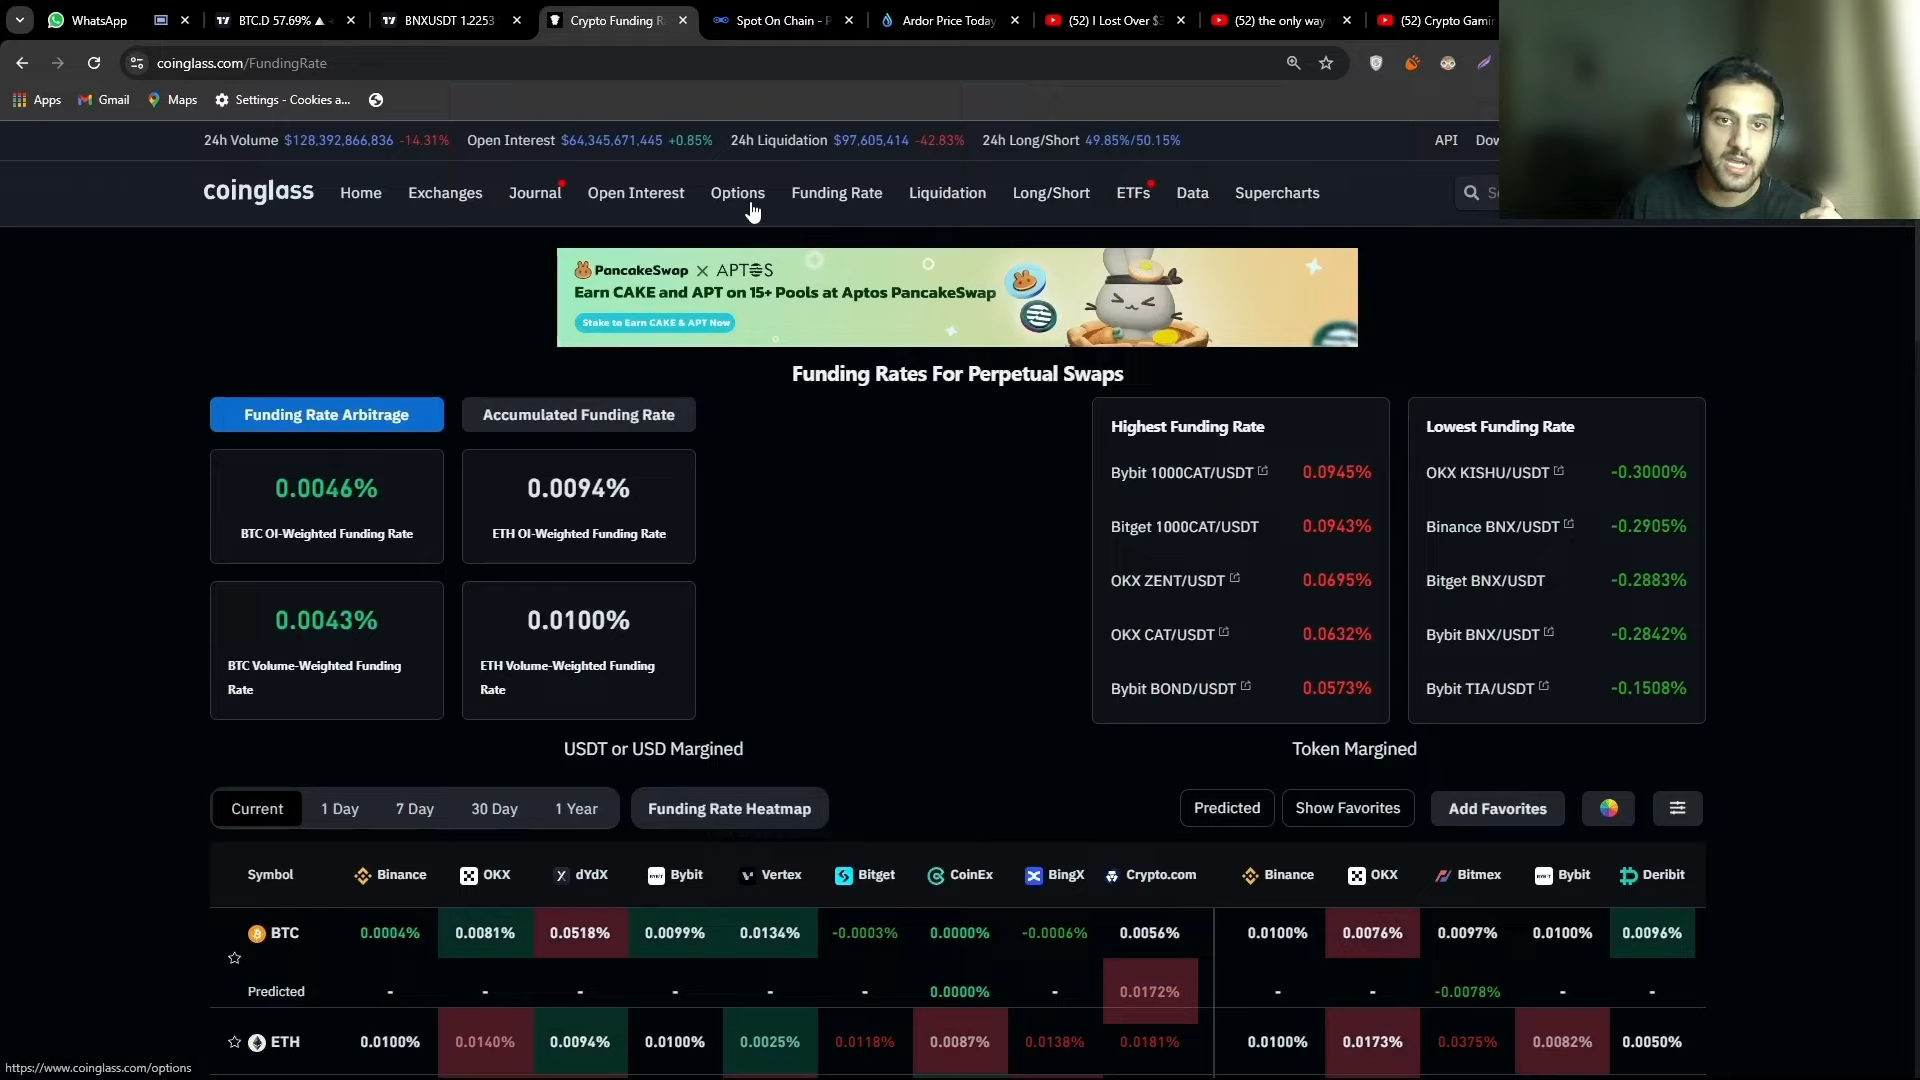 WhatsApp
BTC.D 57.69% ▲
BNXUSDT 1.2253
Crypto Funding R
Spot On Chain - P
Ardor Price Today
(52) I Lost Over $3
(52) the only way
(52) Crypto Gamin
coinglass.com/FundingRate
Apps
Gmail
Maps
Settings - Cookies a...
24h Volume $128,392,866,836 -14.31%
Open Interest $64,345,671,445 +0.85%
24h Liquidation $97,605,414 -42.83%
24h Long/Short 49.85%/50.15%
API
Dow
coinglass
Home
Exchanges
Journal
Open Interest
Options
Funding Rate
Liquidation
Long/Short
ETFs
Data
Supercharts
PancakeSwap X APTOS
Earn CAKE and APT on 15+ Pools at Aptos PancakeSwap
Stake to Earn CAKE & APT Now
Funding Rates For Perpetual Swaps
Funding Rate Arbitrage
Accumulated Funding Rate
0.0046%
BTC OI-Weighted Funding Rate
0.0094%
ETH OI-Weighted Funding Rate
0.0043%
BTC Volume-Weighted Funding
Rate
0.0100%
ETH Volume-Weighted Funding
Rate
Highest Funding Rate
Bybit 1000CAT/USDT 0.0945%
Bitget 1000CAT/USDT 0.0943%
OKX ZENT/USDT 0.0695%
OKX CAT/USDT 0.0632%
Bybit BOND/USDT 0.0573%
Lowest Funding Rate
OKX KISHU/USDT -0.3000%
Binance BNX/USDT -0.2905%
Bitget BNX/USDT -0.2883%
Bybit BNX/USDT -0.2842%
Bybit TIA/USDT -0.1508%
USDT or USD Margined
Token Margined
Current 1 Day 7 Day 30 Day 1 Year
Funding Rate Heatmap
Predicted
Show Favorites
Add Favorites
Symbol Binance OKX dYdX Bybit Vertex Bitget CoinEx BingX Crypto.com Binance OKX Bitmex Bybit Deribit
BTC 0.0004% 0.0081% 0.0518% 0.0099% 0.0134% -0.0003% 0.0000% -0.0006% 0.0056% 0.0100% 0.0076% 0.0097% 0.0100% 0.0096%
Predicted - - - - - - 0.0000% - 0.0172% - - -0.0078% - -
ETH 0.0100% 0.0140% 0.0094% 0.0100% 0.0025% 0.0118% 0.0087% 0.0138% 0.0181% 0.0100% 0.0173% 0.0375% 0.0082% 0.0050%
https://www.coinglass.com/options